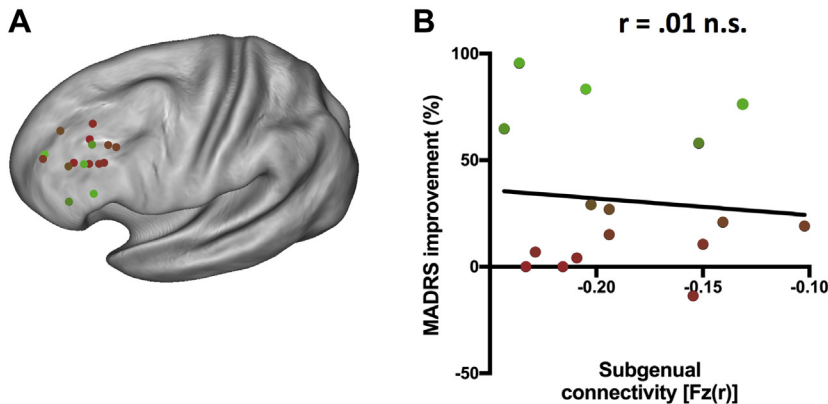 A
B
r = .01 n.s.
MADRS improvement (%)
100
50
0
-50
-0.20
-0.15
-0.10
Subgenual
connectivity [Fz(r)]